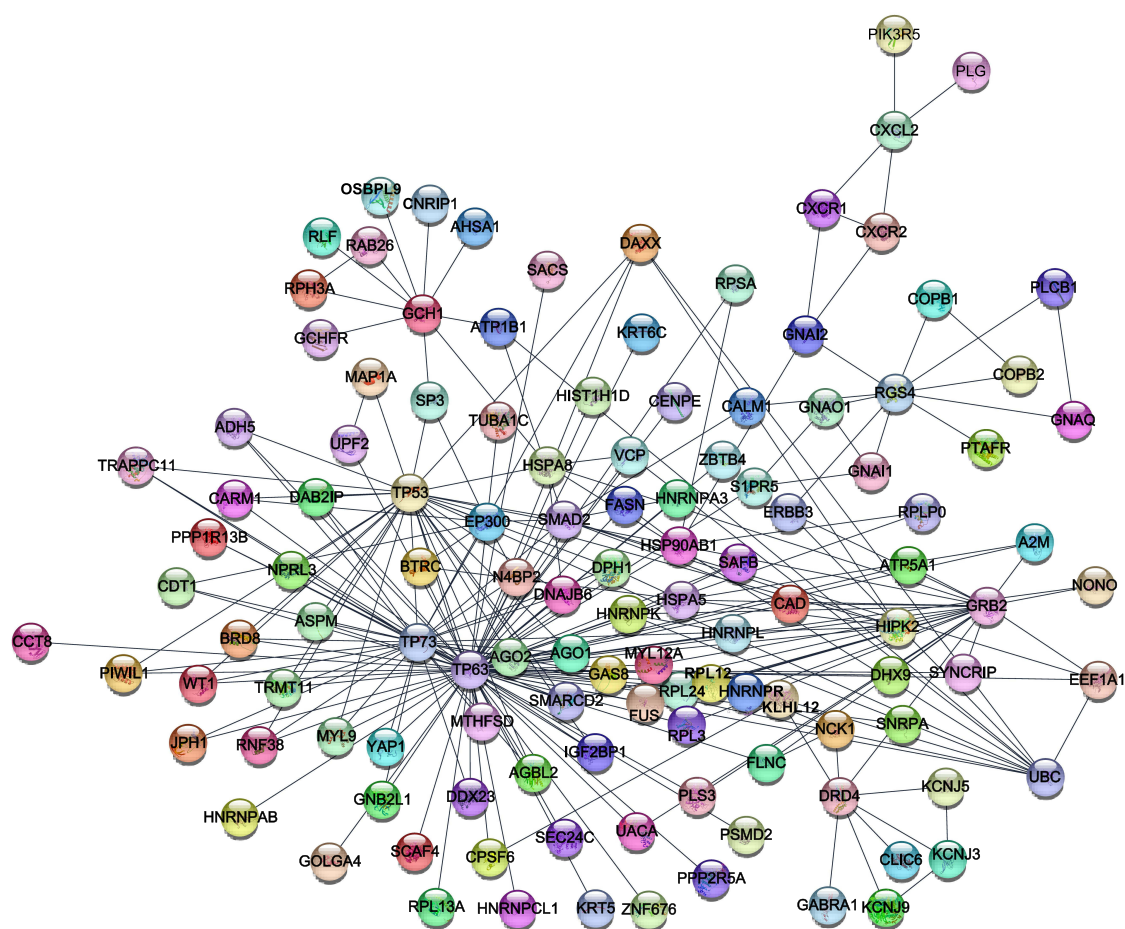 PIK3R5
PLG
CXCL2
OSBPL9
CNRIP1
CXCR1
AHSA1
CXCR2
RLF
RAB26
DAXX
SACS
RPSA
RPH3A
PLCB1
COPB1
GCH1
ATP1B1
KRT6C
GNAI2
GCHFR
MAP1A
COPB2
RGS4
HIST1H1D
SP3
CENPE
CALM1
GNAO1
TUBA1C
GNAQ
ADH5
UPF2
PTAFR
VCP
ZBTB4
TRAPPC11
HSPA8
GNAI1
S1PR5
TP53
CARM1
DAB2IP
HNRNPA3
FASN
ERBB3
RPLP0
EP300
SMAD2
PPP1R13B
HSP90AB1
A2M
SAFB
ATP5A1
NPRL3
BTRC
DPH1
N4BP2
CDT1
NONO
DNAJB6
HSPA5
CAD
GRB2
HNRNPK
ASPM
HIPK2
HNRNPL
CCT8
BRD8
TP73
AGO2
AGO1
MYL12A
TP63
PIWIL1
WT1
TRMT11
GAS8
RPL12
DHX9
SYNCRIP
EEF1A1
RPL24
HNRNPR
KLHL12
SMARCD2
FUS
MTHFSD
RPL3
SNRPA
NCK1
JPH1
RNF38
MYL9
YAP1
IGF2BP1
FLNC
AGBL2
UBC
GNB2L1
DDX23
PLS3
DRD4
KCNJ5
HNRNPAB
SEC24C
UACA
PSMD2
GOLGA4
SCAF4
CPSF6
CLIC6
KCNJ3
PPP2R5A
RPL13A
HNRNPCL1
KRT5
ZNF676
GABRA1
KCNJ9